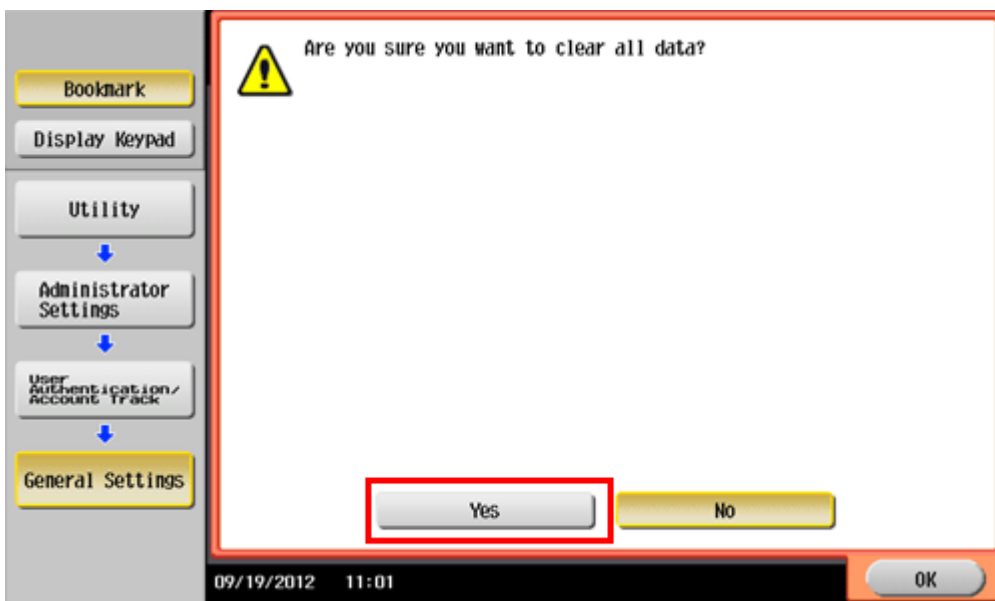 Bookmark
Display Keypad
Utility
Administrator
Settings
User
Authentication/
Account Track
General Settings
Are you sure you want to clear all data?
Yes
No
09/19/2012 11:01
OK